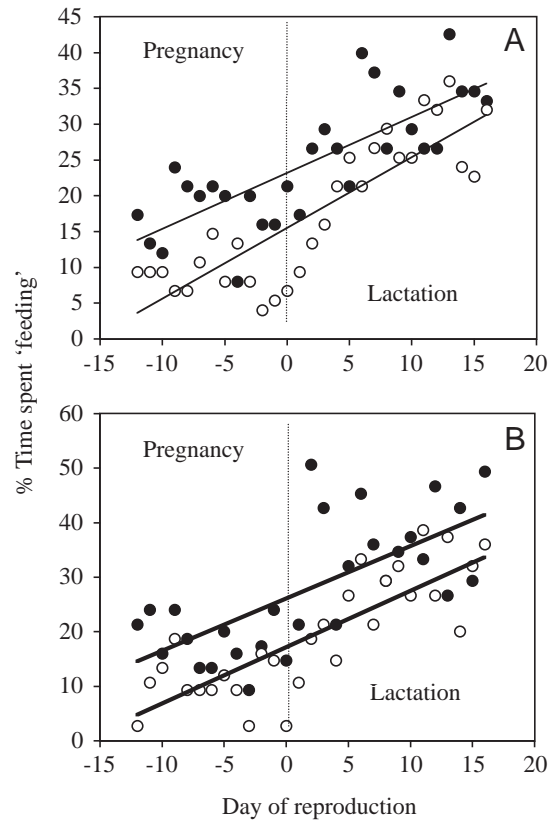 45
40
35
30
25
20
15
10
5
0
Pregnancy
A
Lactation
-15 -10 -5 0 5 10 15 20
% Time spent ‘feeding’
60
50
40
30
20
10
0
Pregnancy
B
Lactation
-15 -10 -5 0 5 10 15 20
Day of reproduction